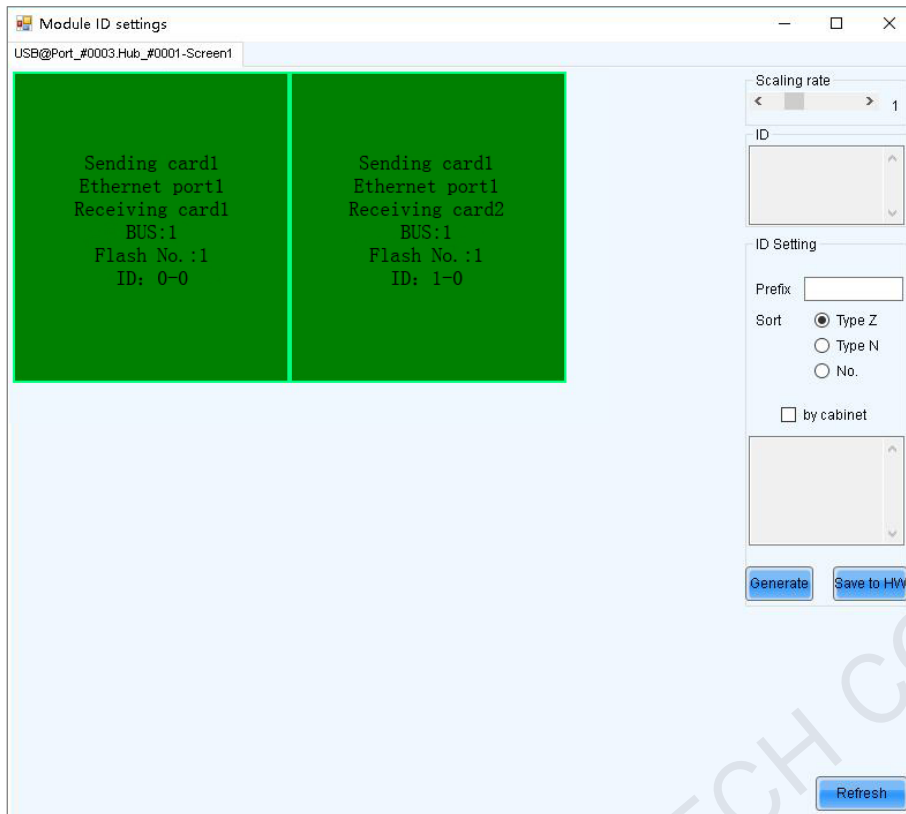 Module ID settings
USB@Port_#0003.Hub_#0001-Screen1
Sending card1
Ethernet port1
Receiving card1
BUS:1
Flash No.:1
ID: 0-0
Sending card1
Ethernet port1
Receiving card2
BUS:1
Flash No.:1
ID: 1-0
Scaling rate
1
ID
ID Setting
Prefix
Sort
Type Z
Type N
No.
by cabinet
Generate
Save to HW
Refresh
TECH CO